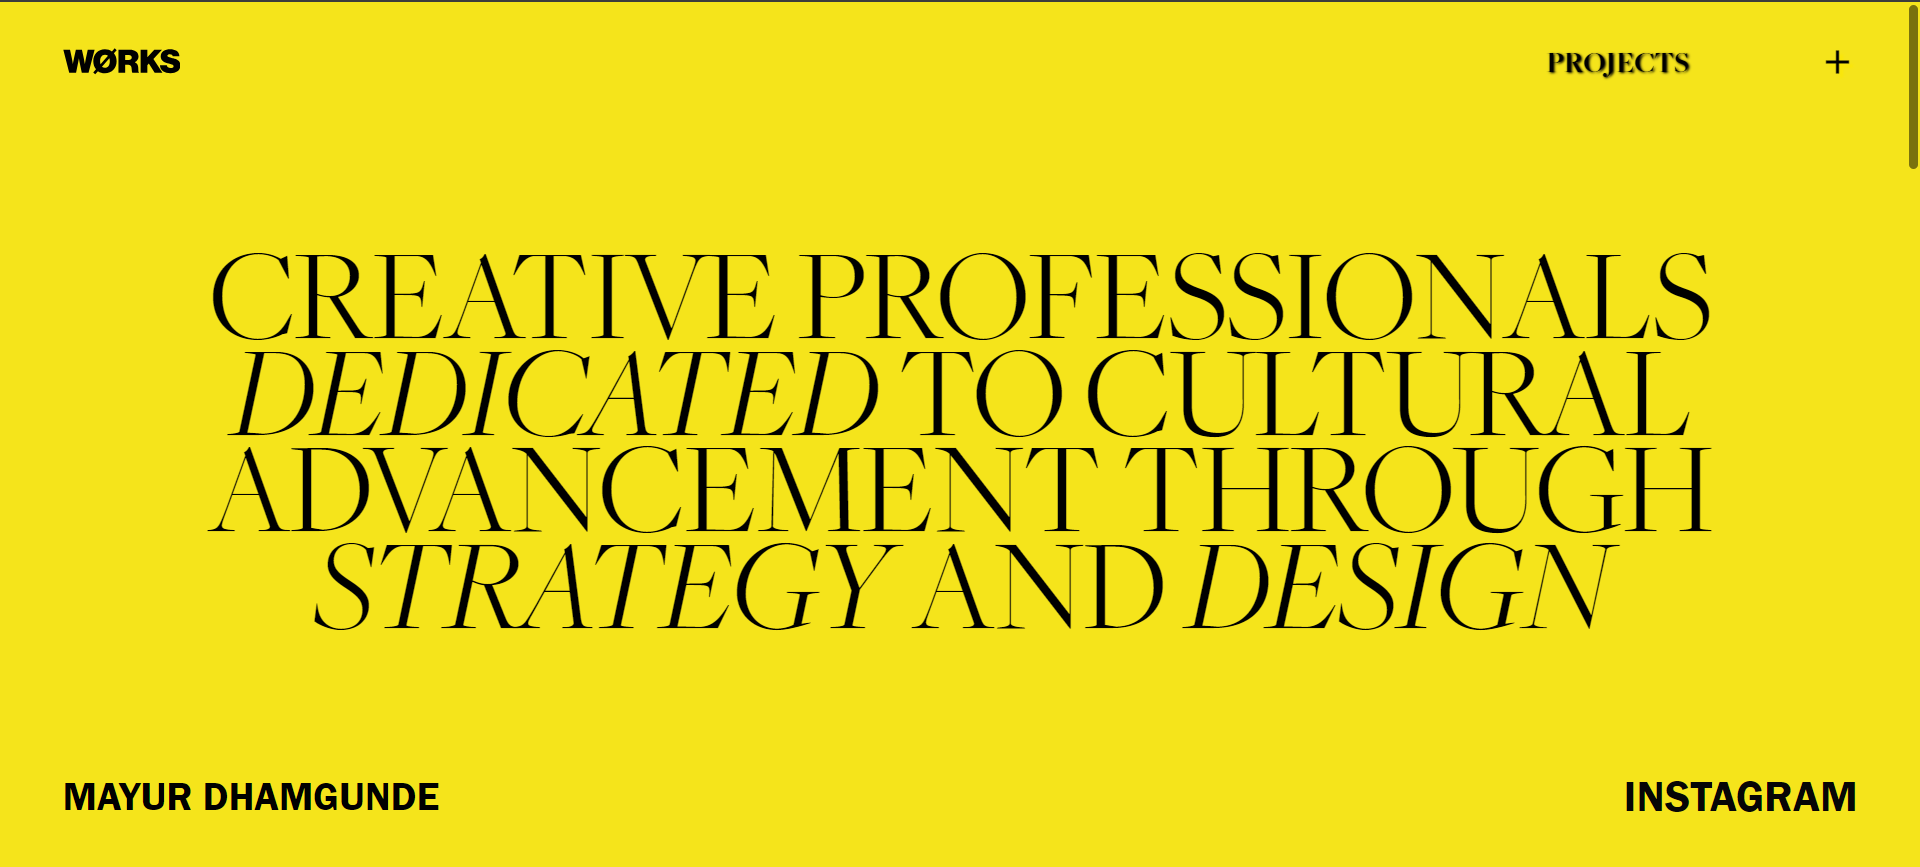 WØRKS
PROJECTS +
CREATIVE PROFESSIONALS
DEDICATED TO CULTURAL
ADVANCEMENT THROUGH
STRATEGY AND DESIGN
MAYUR DHAMGUNDE
INSTAGRAM